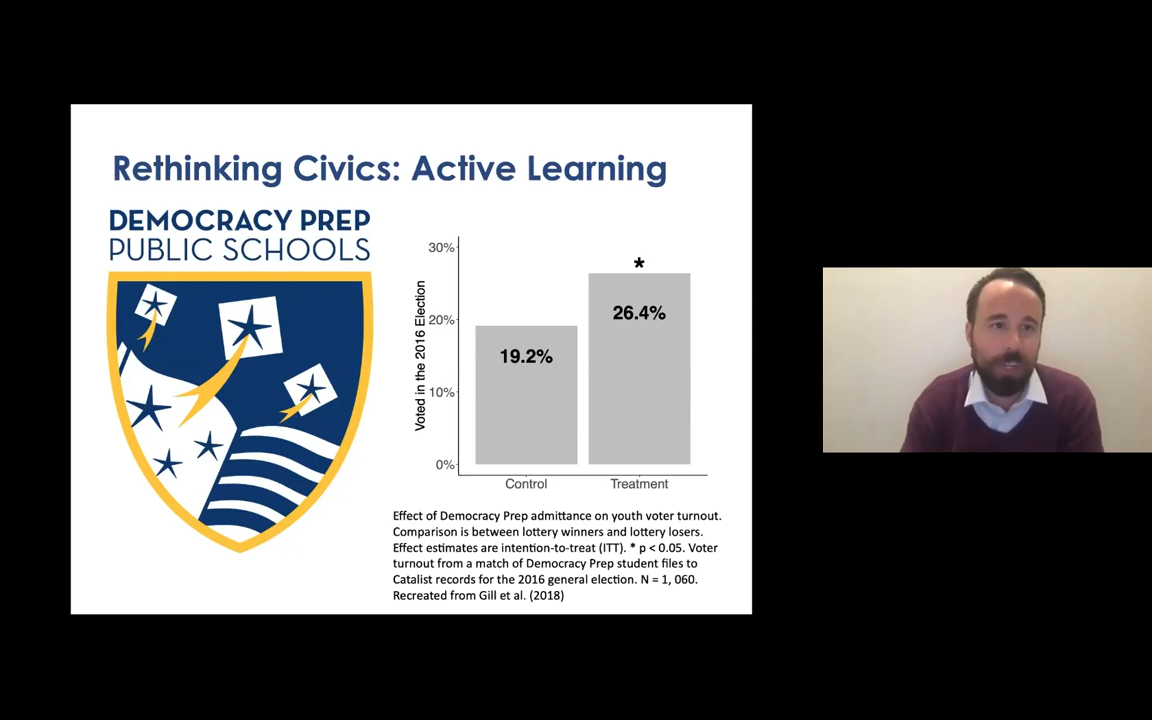 Rethinking Civics: Active Learning
DEMOCRACY PREP
PUBLIC SCHOOLS
Voted in the 2016 Election
30%
20%
10%
0%
*
19.2%
26.4%
Control
Treatment
Effect of Democracy Prep admittance on youth voter turnout.
Comparison is between lottery winners and lottery losers.
Effect estimates are intention-to-treat (ITT). * p < 0.05. Voter
turnout from a match of Democracy Prep student files to
Catalist records for the 2016 general election. N = 1, 060.
Recreated from Gill et al. (2018)